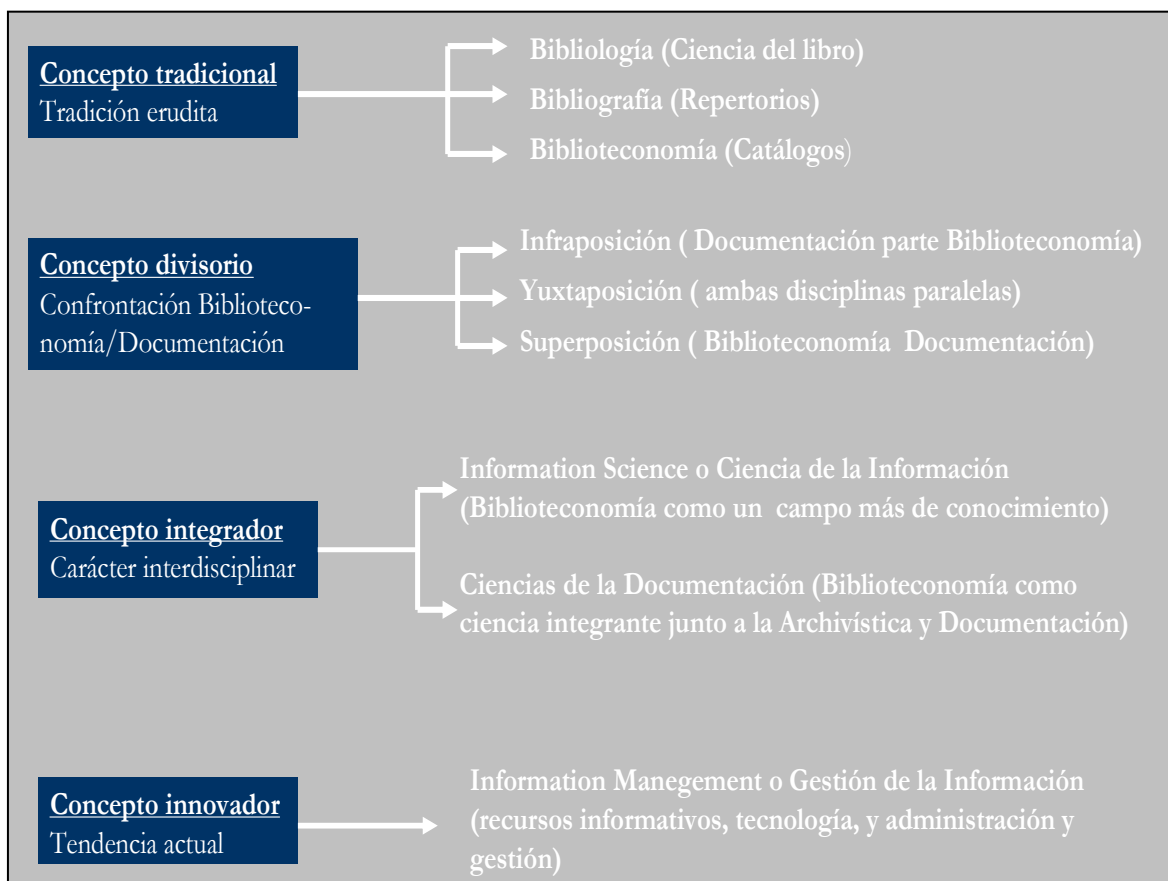 Concepto tradicional
Tradición erudita
Bibliología (Ciencia del libro)
Bibliografía (Repertorios)
Biblioteconomía (Catálogos)
Concepto divisorio
Confrontación Biblioteco-
nomía/Documentación
Infraposición ( Documentación parte Biblioteconomía)
Yuxtaposición ( ambas disciplinas paralelas)
Superposición ( Biblioteconomía  Documentación)
Concepto integrador
Carácter interdisciplinar
Information Science o Ciencia de la Información
(Biblioteconomía como un  campo más de conocimiento)
Ciencias de la Documentación (Biblioteconomía como
ciencia integrante junto a la Archivística y Documentación)
Concepto innovador
Tendencia actual
Information Manegement o Gestión de la Información
(recursos informativos, tecnología, y administración y
gestión)